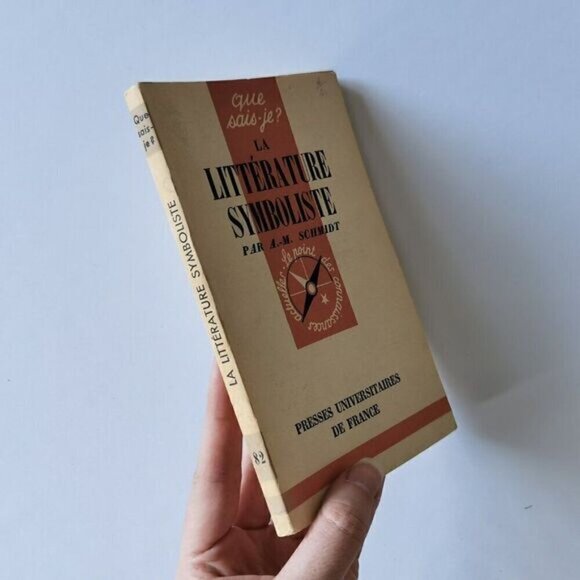 que
sais-je?
LA
LITTÉRATURE
SYMBOLISTE
PAR A.-M. SCHMIDT
le point des connaissances actuelles
PRESSES UNIVERSITAIRES
DE FRANCE
Que
sais-
je?
LA LITTÉRATURE SYMBOLISTE
82